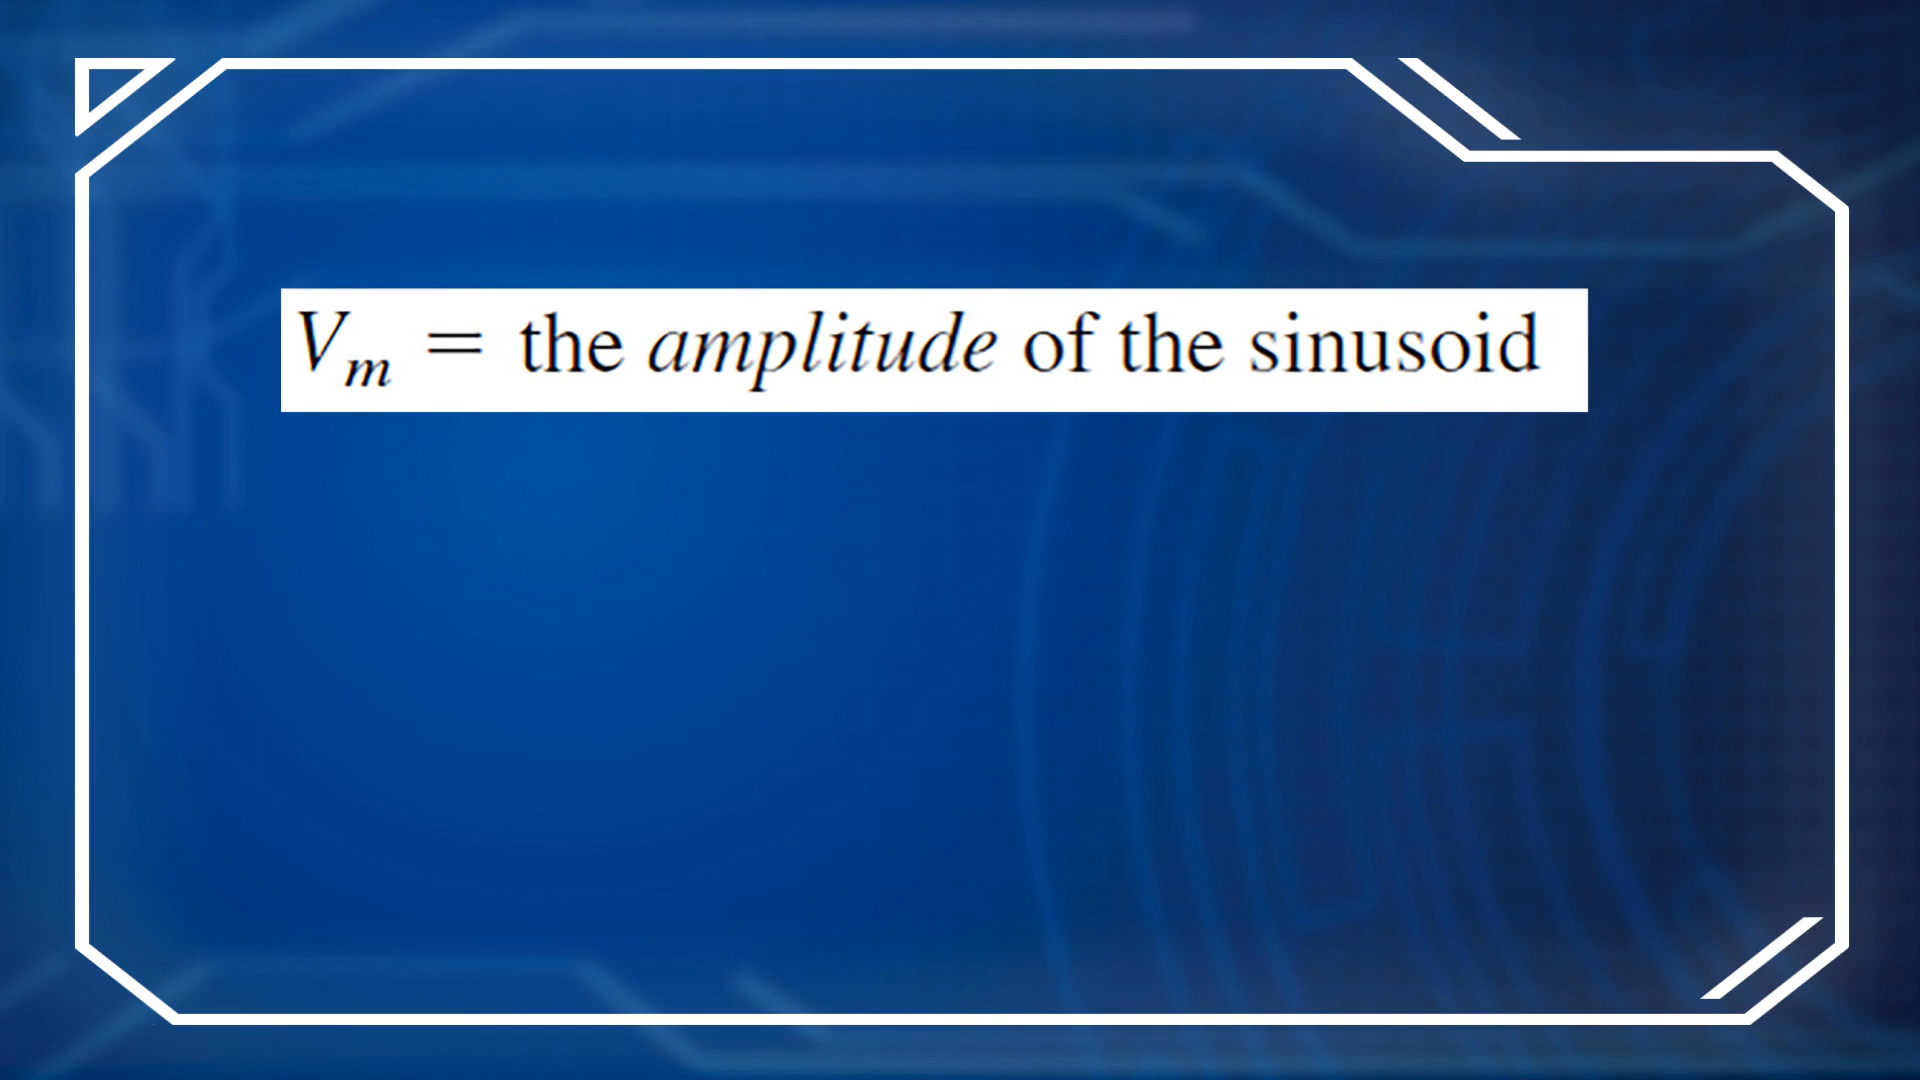 Vm = the amplitude of the sinusoid